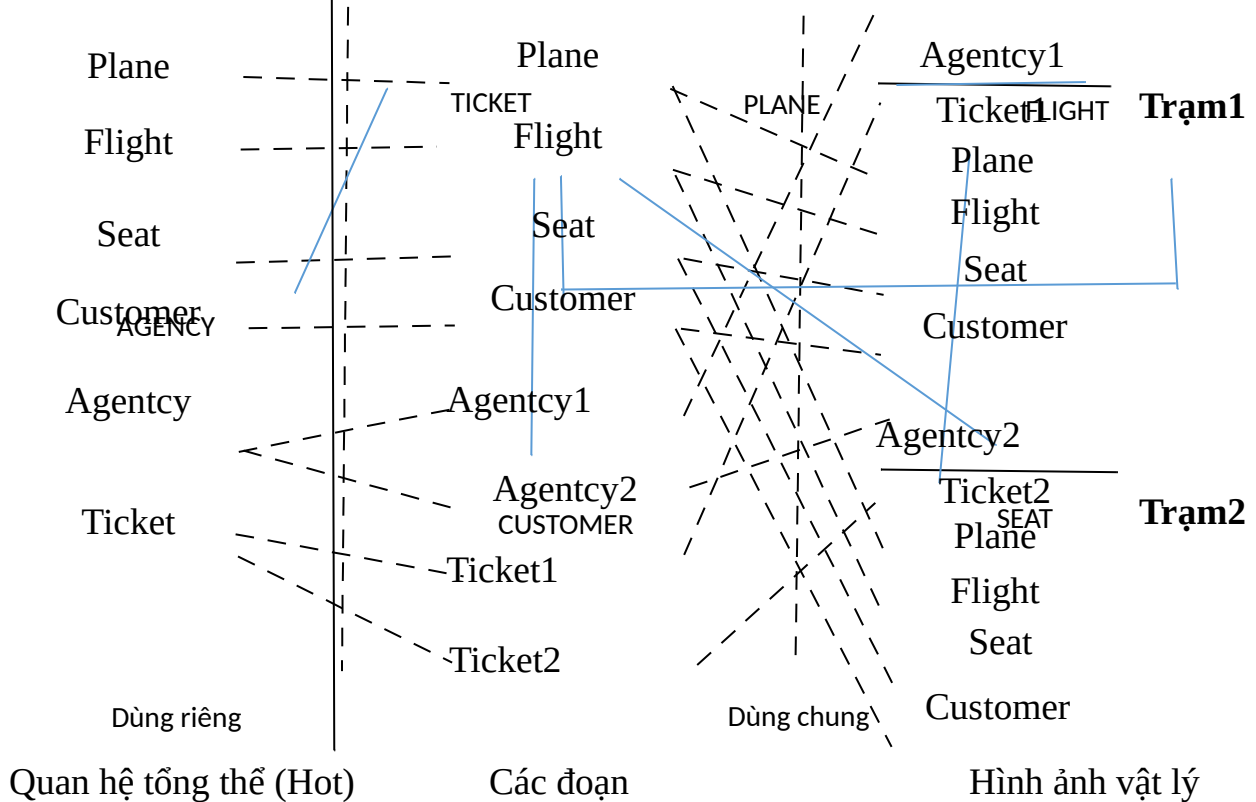 Plane
Flight
Seat
Customer
AGENCY
Agentcy
Ticket
Dùng riêng
Quan hệ tổng thể (Hot)
Plane
TICKET
Flight
Seat
Customer
Agentcy1
Agentcy2
CUSTOMER
Ticket1
Ticket2
Các đoạn
PLANE
Dùng chung
Agentcy1
Ticket1
FLIGHT
Trạm1
Plane
Flight
Seat
Customer
Agentcy2
Ticket2
SEAT
Trạm2
Plane
Flight
Seat
Customer
Hình ảnh vật lý